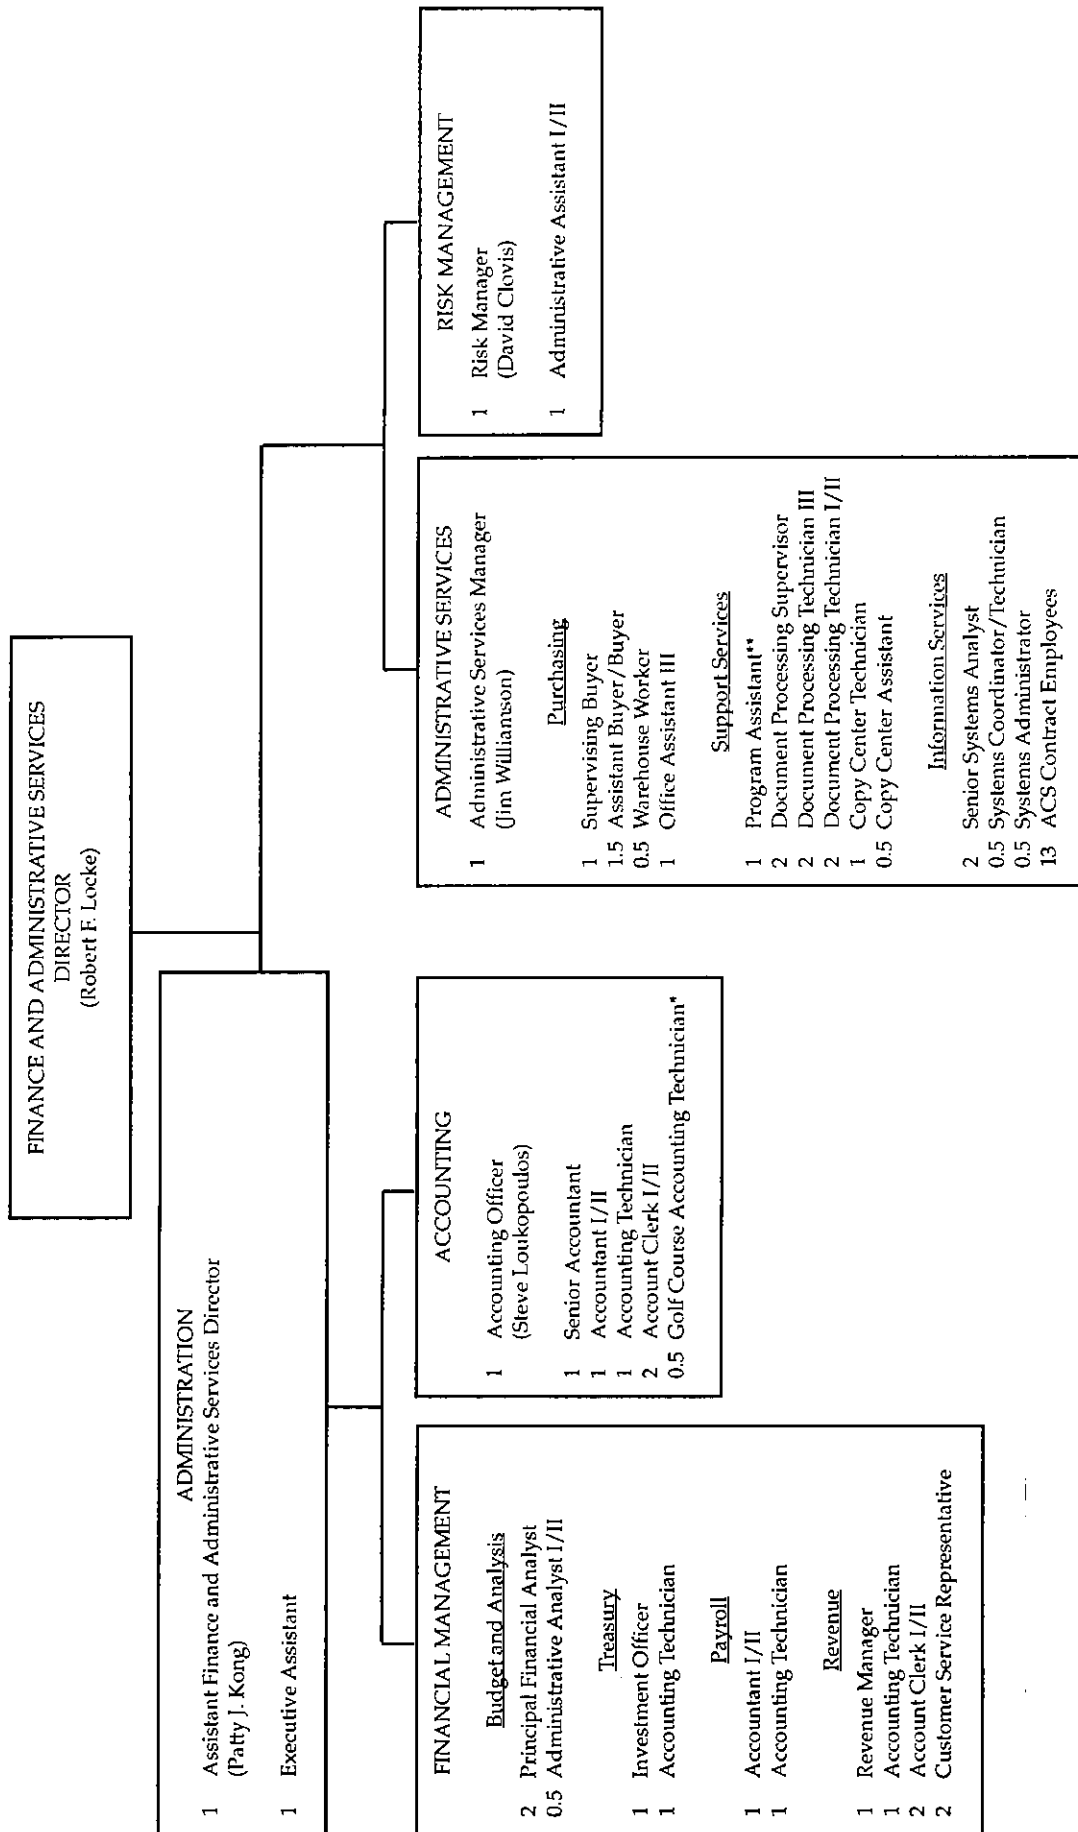 FINANCE AND ADMINISTRATIVE SERVICES
DIRECTOR
(Robert F. Locke)
ADMINISTRATION
1 Assistant Finance and Administrative Services Director
(Patty J. Kong)
1 Executive Assistant
FINANCIAL MANAGEMENT
Budget and Analysis
2 Principal Financial Analyst
0.5 Administrative Analyst I/II
Treasury
1 Investment Officer
1 Accounting Technician
Payroll
1 Accountant I/II
1 Accounting Technician
Revenue
1 Revenue Manager
1 Accounting Technician
2 Account Clerk I/II
2 Customer Service Representative
ACCOUNTING
1 Accounting Officer
(Steve Loukopoulos)
1 Senior Accountant
1 Accountant I/II
1 Accounting Technician
2 Account Clerk I/II
0.5 Golf Course Accounting Technician*
ADMINISTRATIVE SERVICES
1 Administrative Services Manager
(Jim Willianson)
Purchasing
1 Supervising Buyer
1.5 Assistant Buyer/Buyer
0.5 Warehouse Worker
1 Office Assistant III
Support Services
1 Program Assistant**
2 Document Processing Supervisor
2 Document Processing Technician III
2 Document Processing Technician I/II
1 Copy Center Technician
0.5 Copy Center Assistant
Information Services
2 Senior Systems Analyst
0.5 Systems Coordinator/Technician
0.5 Systems Administrator
13 ACS Contract Employees
RISK MANAGEMENT
1 Risk Manager
(David Clovis)
1 Administrative Assistant I/II